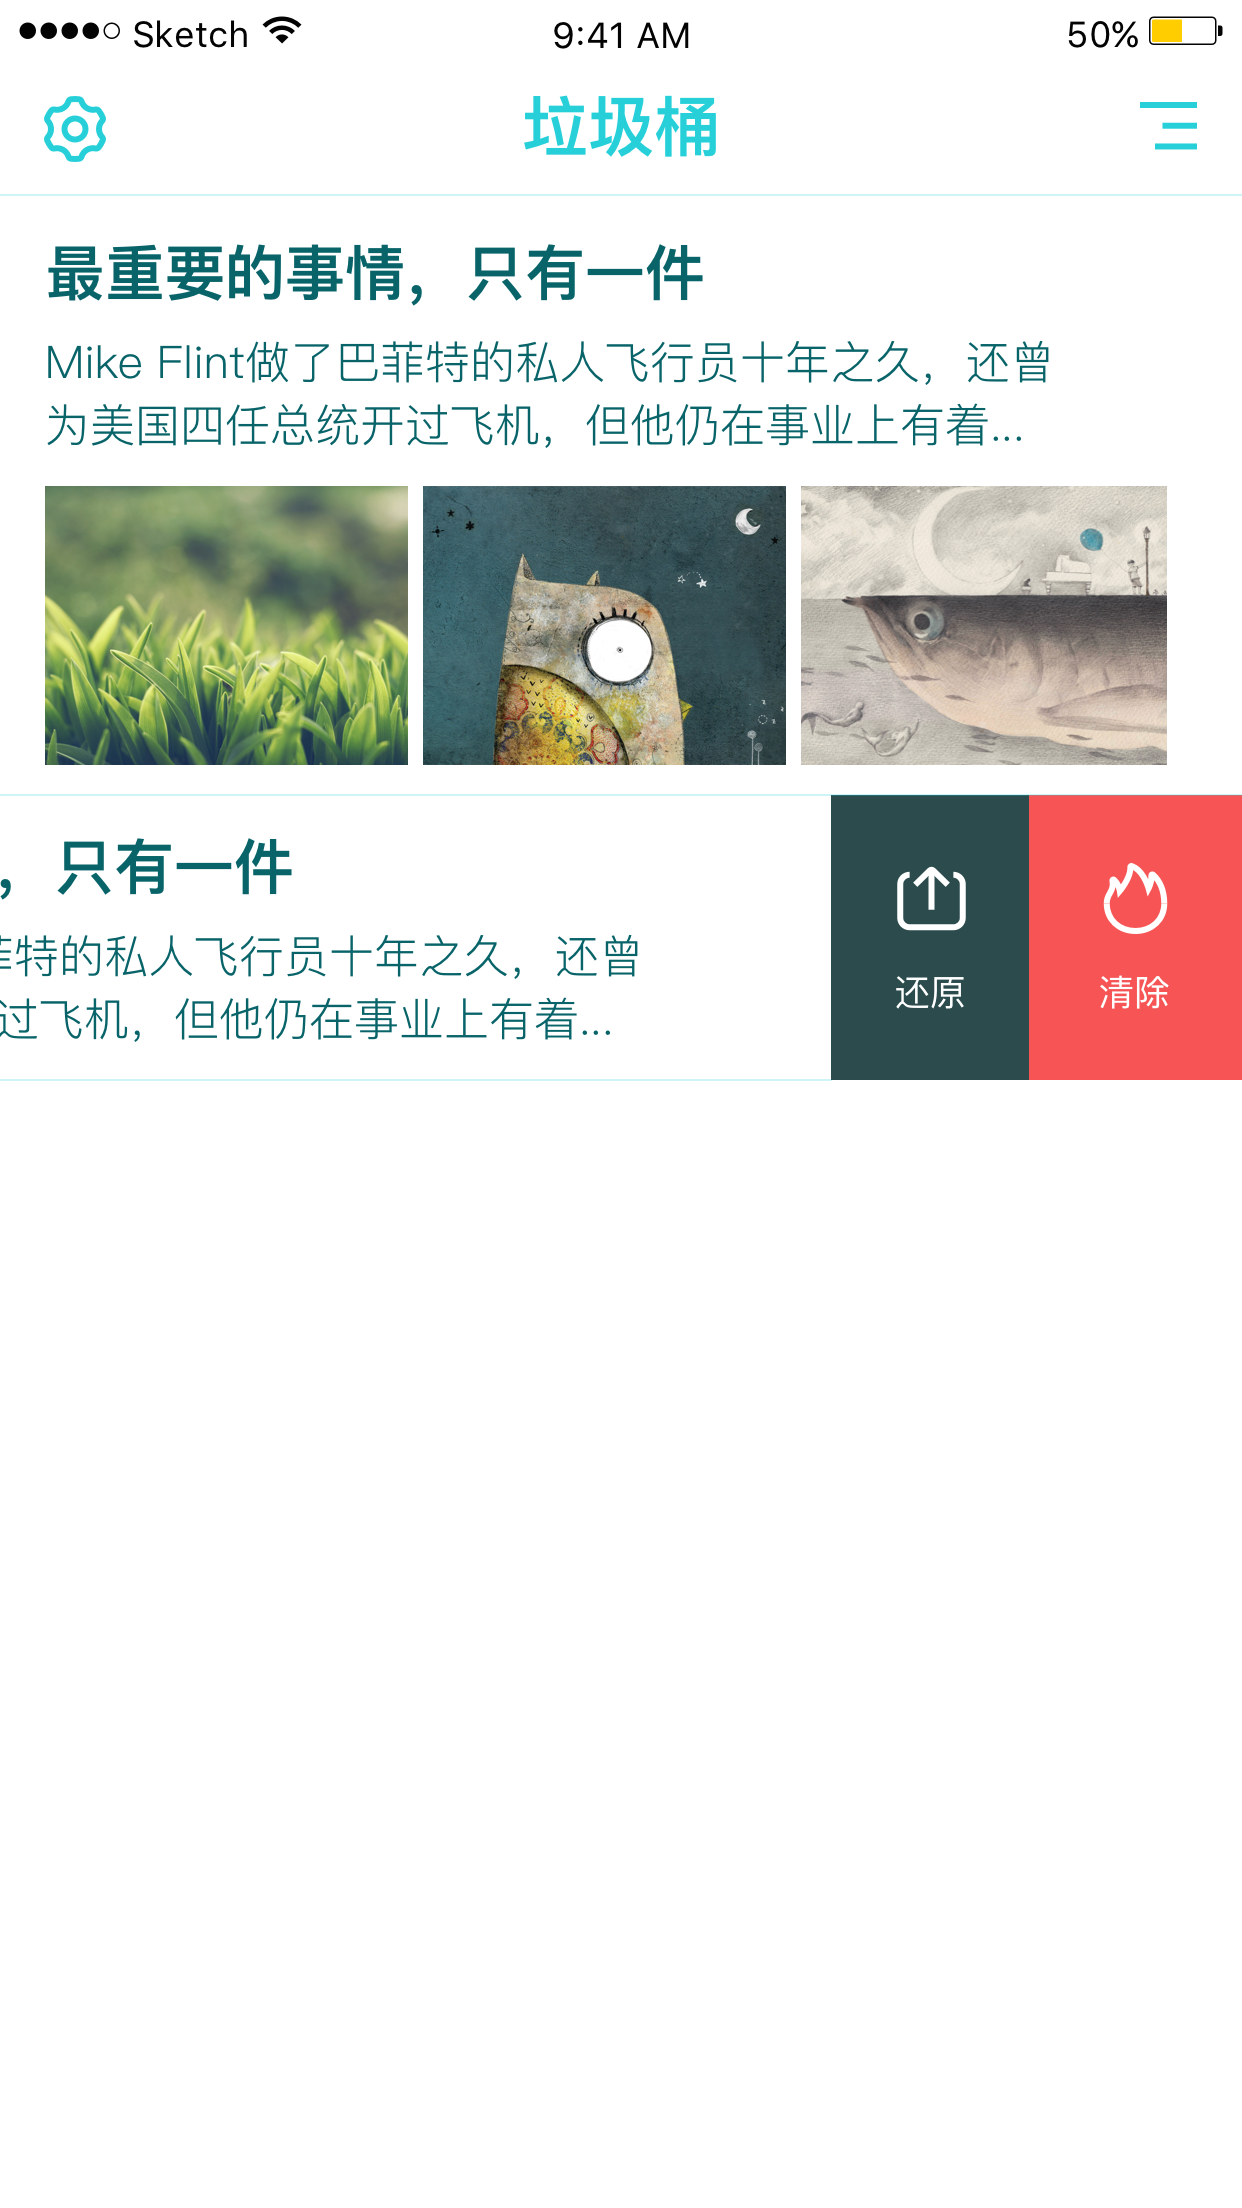 Sketch 9:41 AM 50%
垃圾桶
最重要的事情，只有一件
Mike Flint做了巴菲特的私人飞行员十年之久，还曾
为美国四任总统开过飞机，但他仍在事业上有着...
，只有一件
菲特的私人飞行员十年之久，还曾
过飞机，但他仍在事业上有着...
还原
清除